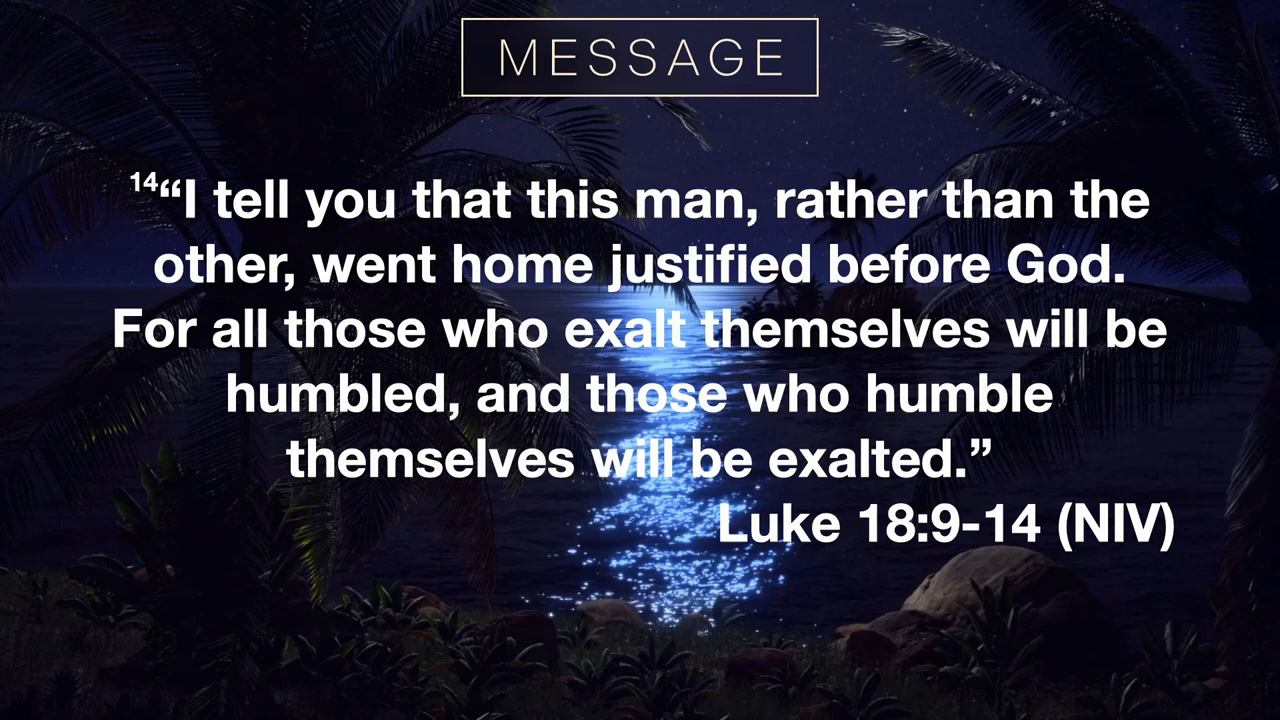 MESSAGE
14“I tell you that this man, rather than the
other, went home justified before God.
For all those who exalt themselves will be
humbled, and those who humble
themselves will be exalted.”
Luke 18:9-14 (NIV)